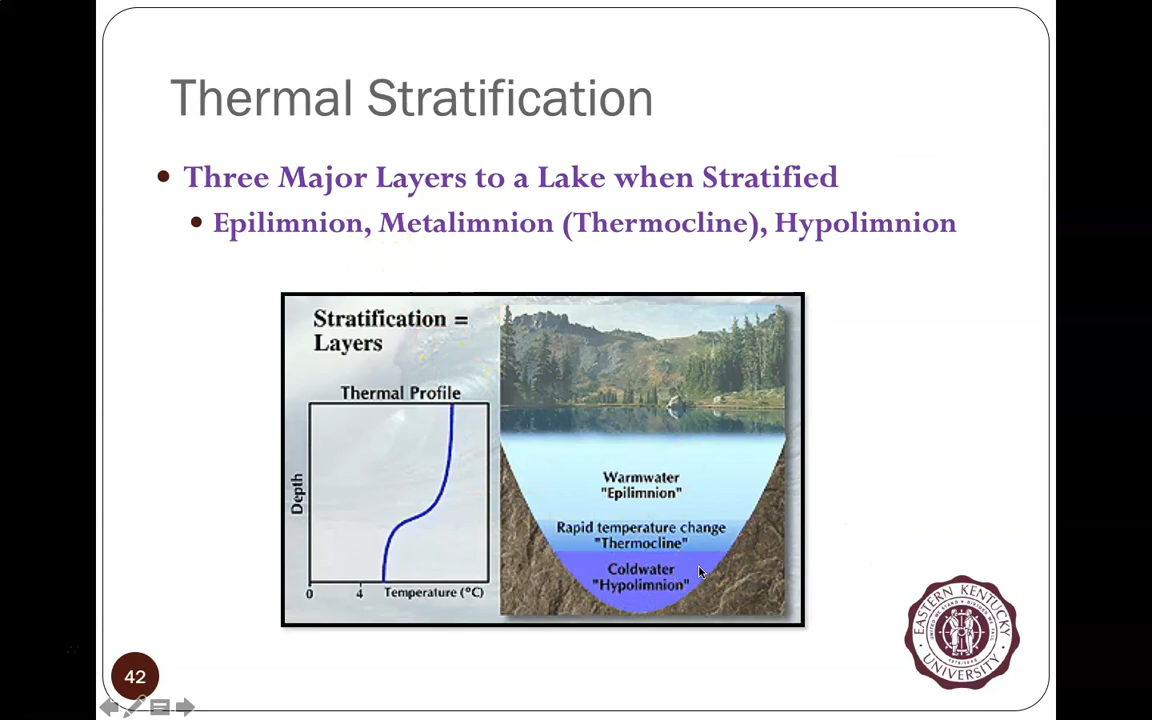 Thermal Stratification
• Three Major Layers to a Lake when Stratified
• Epilimnion, Metalimnion (Thermocline), Hypolimnion
Stratification =
Layers
Thermal Profile
Depth
0 4 Temperature (°C)
Warmwater
"Epilimnion"
Rapid temperature change
"Thermocline"
Coldwater
"Hypolimnion"
EASTERN KENTUCKY
UNIVERSITY
42